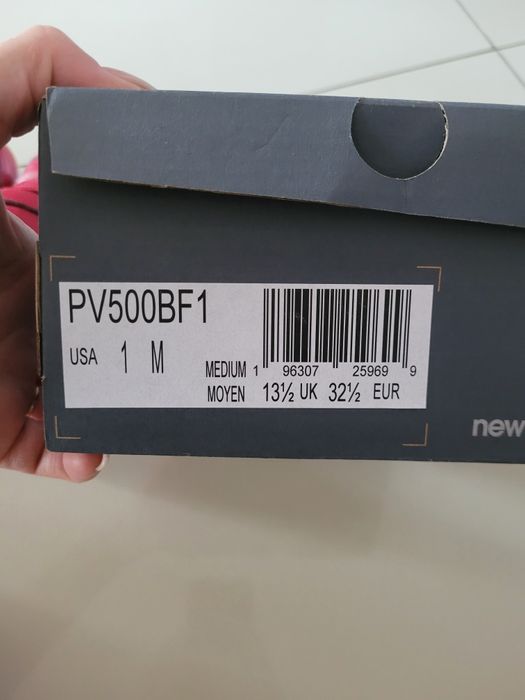 PV500BF1
USA 1 M
MEDIUM 1 96307 25969 9
MOYEN 13½ UK 32½ EUR
new